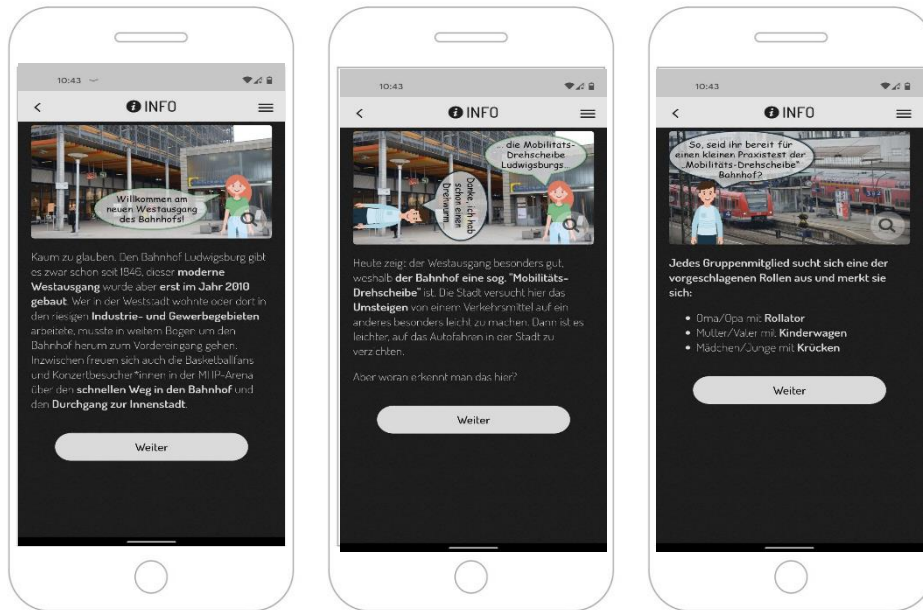 10:43
INFO
Willkommen am
neuen Westausgang
des Bahnhofs!
Kaum zu glauben. Den Bahnhof Ludwigsburg gibt
es zwar schon seit 1846, dieser moderne
Westausgang wurde aber erst im Jahr 2010
gebaut. Wer in der Weststadt wohnte oder dort in
den riesigen Industrie- und Gewerbegebieten
arbeitete, musste in weitem Bogen um den
Bahnhof herum zum Vordereingang gehen.
Inzwischen freuen sich auch die Basketballfans
und Konzertbesucher*innen in der MHP-Arena
über den schnellen Weg in den Bahnhof und
den Durchgang zur Innenstadt.
Weiter
10:43
INFO
... die Mobilitäts-
Drehscheibe
Ludwigsburgs...
Danke, ich hab
schon einen
Drehwurm...
Heute zeigt der Westausgang besonders gut,
weshalb der Bahnhof eine sog. "Mobilitäts-
Drehscheibe" ist. Die Stadt versucht hier das
Umsteigen von einem Verkehrsmittel auf ein
anderes besonders leicht zu machen. Dann ist es
leichter, auf das Autofahren in der Stadt zu
verzichten.
Aber woran erkennt man das hier?
Weiter
10:43
INFO
So, seid ihr bereit für
einen kleinen Praxistest der
„Mobilitäts-Drehscheibe"
Bahnhof?
Jedes Gruppenmitglied sucht sich eine der
vorgeschlagenen Rollen aus und merkt sie
sich:
• Oma/Opa mit Rollator
• Mutter/Vater mit Kinderwagen
• Mädchen/Junge mit Krücken
Weiter